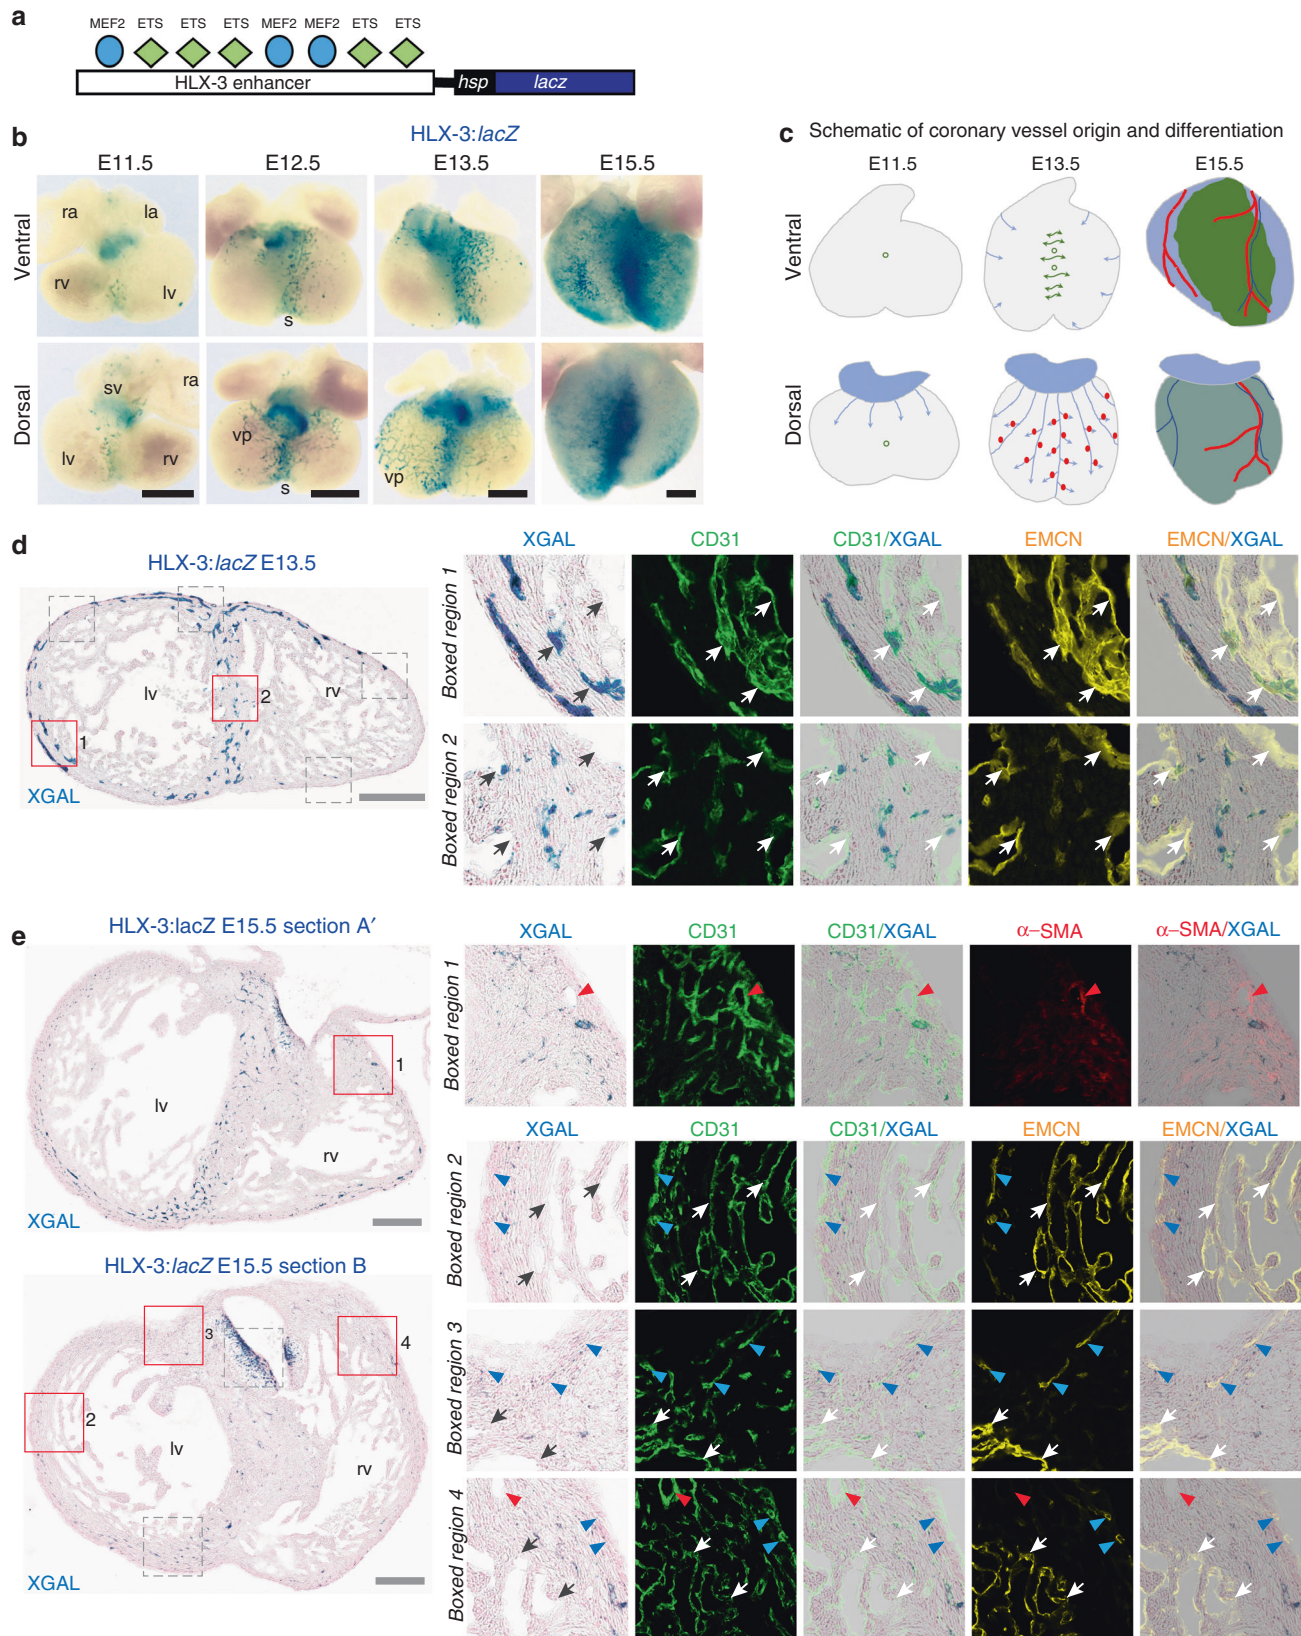 a
MEF2 ETS ETS ETS MEF2 MEF2 ETS ETS
HLX-3 enhancer hsp lacz
b
HLX-3:lacZ
E11.5 E12.5 E13.5 E15.5
Ventral
ra la rv lv s
Dorsal
sv ra lv rv vp s vp
c Schematic of coronary vessel origin and differentiation
E11.5 E13.5 E15.5
Ventral
Dorsal
d
HLX-3:lacZ E13.5
lv rv 1 2
XGAL
XGAL CD31 CD31/XGAL EMCN EMCN/XGAL
Boxed region 1
Boxed region 2
e
HLX-3:lacZ E15.5 section A′
lv rv 1
XGAL
HLX-3:lacZ E15.5 section B
3 4 2 lv rv
XGAL
XGAL CD31 CD31/XGAL α–SMA α–SMA/XGAL
Boxed region 1
XGAL CD31 CD31/XGAL EMCN EMCN/XGAL
Boxed region 2
Boxed region 3
Boxed region 4